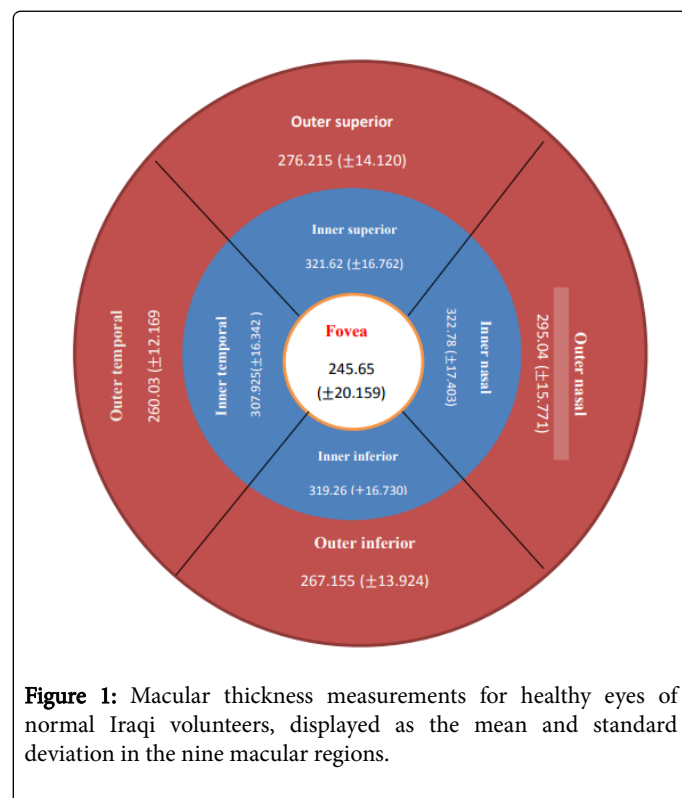 Outer superior
276.215 (±14.120)
Inner superior
321.62 (±16.762)
Outer temporal
260.03 (±12.169
Inner temporal
307.925(±16.342 )
Fovea
245.65
(±20.159)
Inner nasal
322.78 (±17.403)
Outer nasal
295.04 (±15.771)
Inner inferior
319.26 (±16.730)
Outer inferior
267.155 (±13.924)
Figure 1: Macular thickness measurements for healthy eyes of
normal Iraqi volunteers, displayed as the mean and standard
deviation in the nine macular regions.